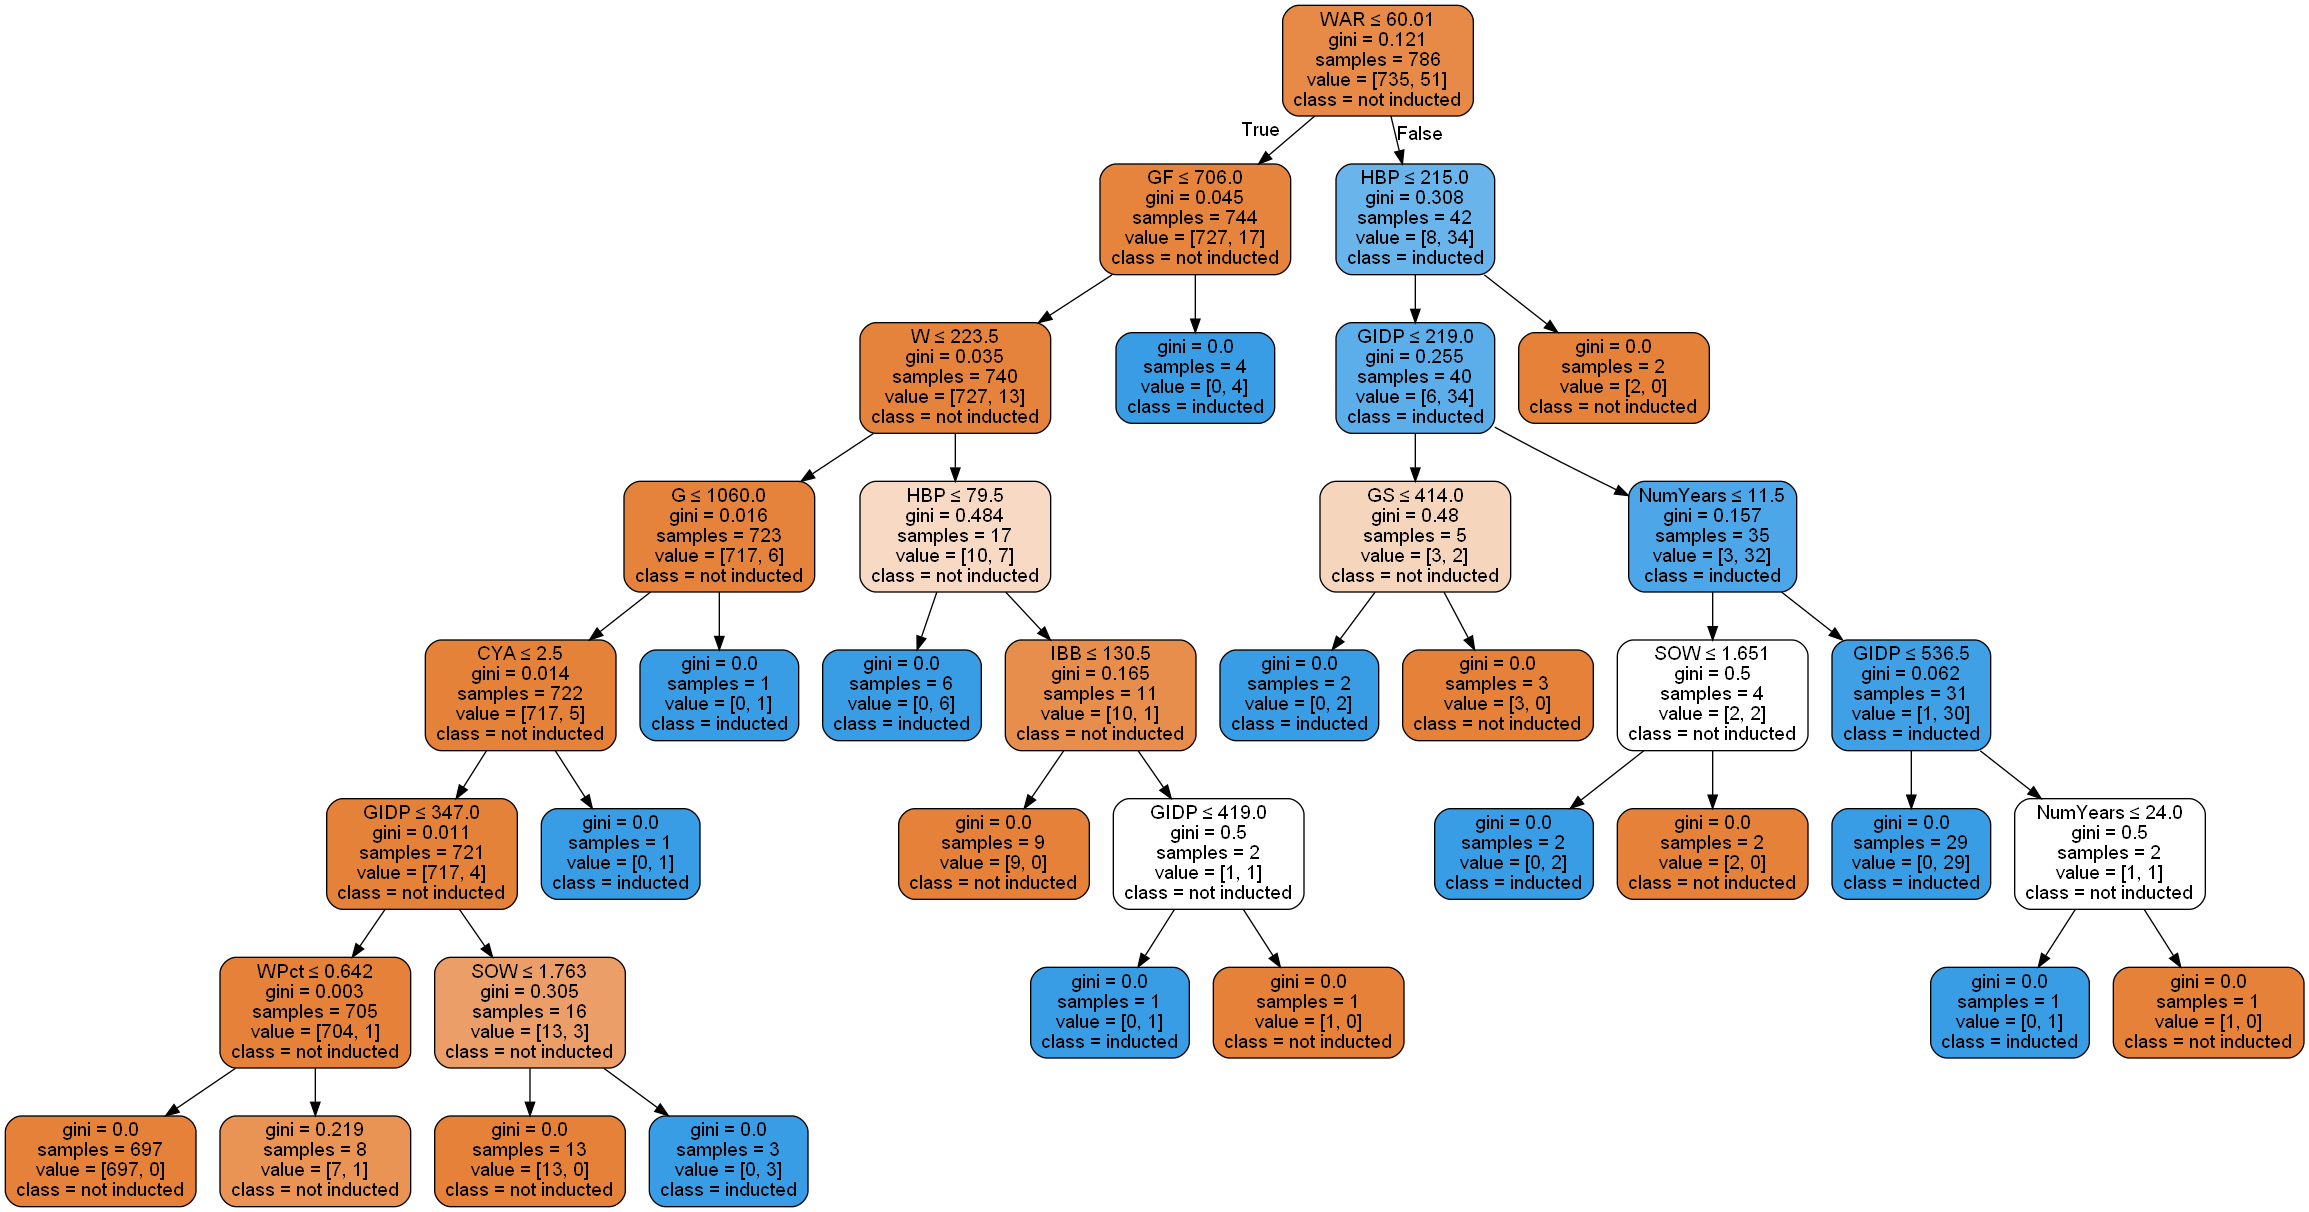 WAR ≤ 60.01
gini = 0.121
samples = 786
value = [735, 51]
class = not inducted
True
False
GF ≤ 706.0
gini = 0.045
samples = 744
value = [727, 17]
class = not inducted
HBP ≤ 215.0
gini = 0.308
samples = 42
value = [8, 34]
class = inducted
W ≤ 223.5
gini = 0.035
samples = 740
value = [727, 13]
class = not inducted
gini = 0.0
samples = 4
value = [0, 4]
class = inducted
GIDP ≤ 219.0
gini = 0.255
samples = 40
value = [6, 34]
class = inducted
gini = 0.0
samples = 2
value = [2, 0]
class = not inducted
G ≤ 1060.0
gini = 0.016
samples = 723
value = [717, 6]
class = not inducted
HBP ≤ 79.5
gini = 0.484
samples = 17
value = [10, 7]
class = not inducted
GS ≤ 414.0
gini = 0.48
samples = 5
value = [3, 2]
class = not inducted
NumYears ≤ 11.5
gini = 0.157
samples = 35
value = [3, 32]
class = inducted
CYA ≤ 2.5
gini = 0.014
samples = 722
value = [717, 5]
class = not inducted
gini = 0.0
samples = 1
value = [0, 1]
class = inducted
gini = 0.0
samples = 6
value = [0, 6]
class = inducted
IBB ≤ 130.5
gini = 0.165
samples = 11
value = [10, 1]
class = not inducted
gini = 0.0
samples = 2
value = [0, 2]
class = inducted
gini = 0.0
samples = 3
value = [3, 0]
class = not inducted
SOW ≤ 1.651
gini = 0.5
samples = 4
value = [2, 2]
class = not inducted
GIDP ≤ 536.5
gini = 0.062
samples = 31
value = [1, 30]
class = inducted
GIDP ≤ 347.0
gini = 0.011
samples = 721
value = [717, 4]
class = not inducted
gini = 0.0
samples = 1
value = [0, 1]
class = inducted
gini = 0.0
samples = 9
value = [9, 0]
class = not inducted
GIDP ≤ 419.0
gini = 0.5
samples = 2
value = [1, 1]
class = not inducted
gini = 0.0
samples = 2
value = [0, 2]
class = inducted
gini = 0.0
samples = 2
value = [2, 0]
class = not inducted
gini = 0.0
samples = 29
value = [0, 29]
class = inducted
NumYears ≤ 24.0
gini = 0.5
samples = 2
value = [1, 1]
class = not inducted
WPct ≤ 0.642
gini = 0.003
samples = 705
value = [704, 1]
class = not inducted
SOW ≤ 1.763
gini = 0.305
samples = 16
value = [13, 3]
class = not inducted
gini = 0.0
samples = 1
value = [0, 1]
class = inducted
gini = 0.0
samples = 1
value = [1, 0]
class = not inducted
gini = 0.0
samples = 1
value = [0, 1]
class = inducted
gini = 0.0
samples = 1
value = [1, 0]
class = not inducted
gini = 0.0
samples = 697
value = [697, 0]
class = not inducted
gini = 0.219
samples = 8
value = [7, 1]
class = not inducted
gini = 0.0
samples = 13
value = [13, 0]
class = not inducted
gini = 0.0
samples = 3
value = [0, 3]
class = inducted